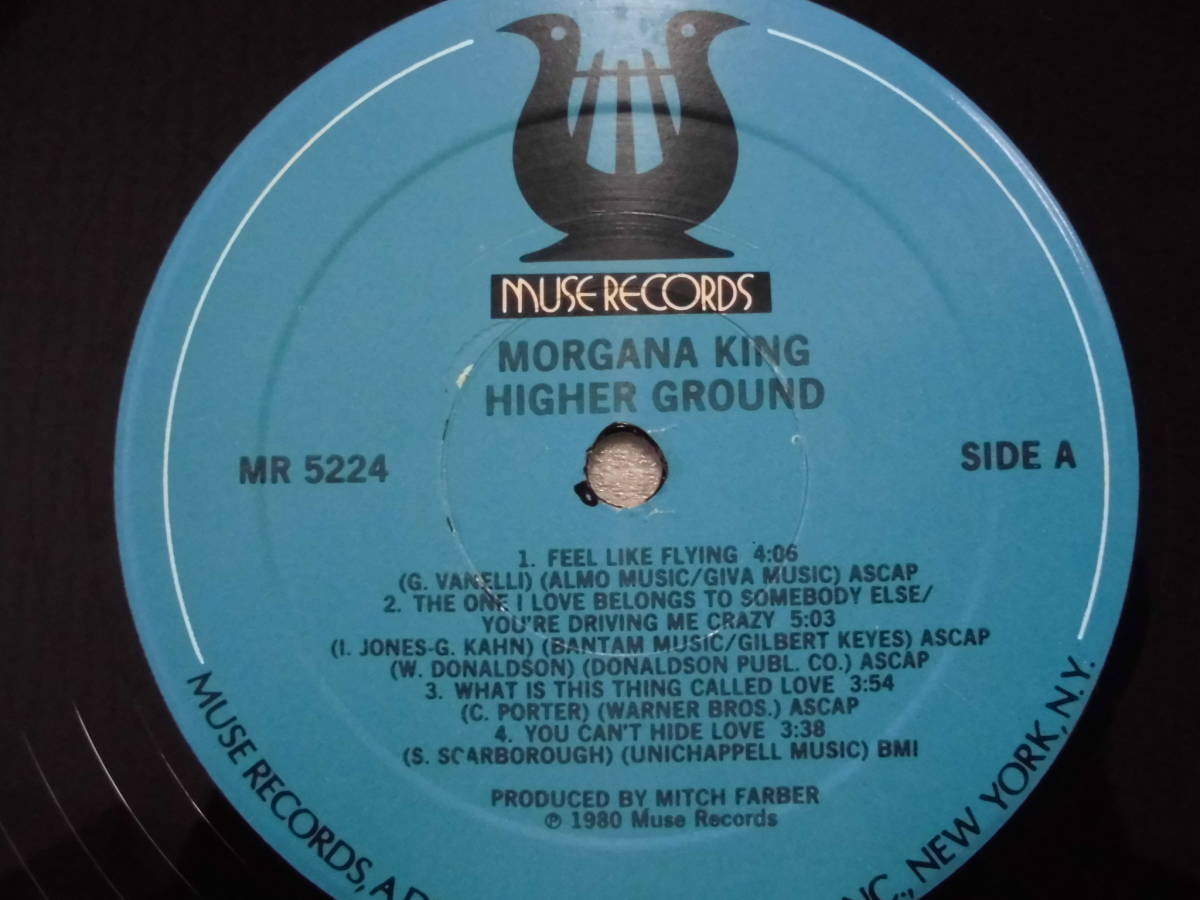 MUSE RECORDS
MORGANA KING
HIGHER GROUND
MR 5224
SIDE A
1. FEEL LIKE FLYING 4:06
(G. VANELLI) (ALMO MUSIC/GIVA MUSIC) ASCAP
2. THE ONE I LOVE BELONGS TO SOMEBODY ELSE/
YOU'RE DRIVING ME CRAZY 5:03
(I. JONES-G. KAHN) (BANTAM MUSIC/GILBERT KEYES) ASCAP
(W. DONALDSON) (DONALDSON PUBL. CO.) ASCAP
3. WHAT IS THIS THING CALLED LOVE 3:54
(C. PORTER) (WARNER BROS.) ASCAP
4. YOU CAN'T HIDE LOVE 3:38
(S. SCARBOROUGH) (UNICHAPPELL MUSIC) BMI
PRODUCED BY MITCH FARBER
℗ 1980 Muse Records
MUSE RECORDS, A NEW YORK, N.Y.